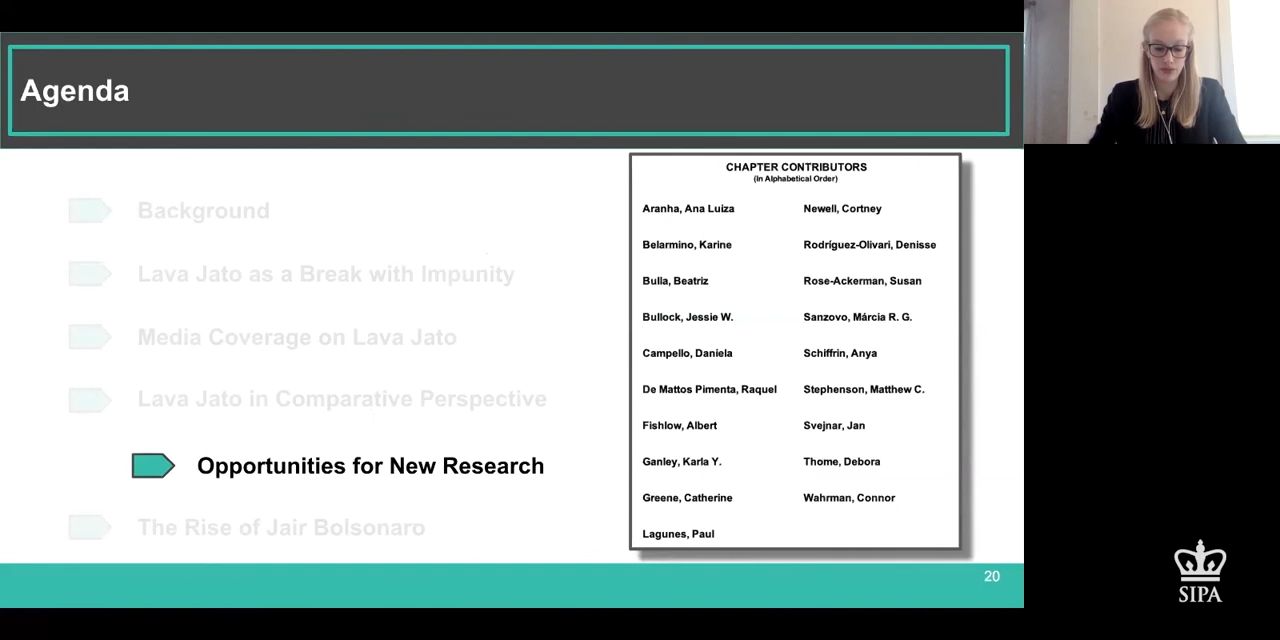 Agenda
Background
Lava Jato as a Break with Impunity
Media Coverage on Lava Jato
Lava Jato in Comparative Perspective
Opportunities for New Research
The Rise of Jair Bolsonaro
CHAPTER CONTRIBUTORS
(In Alphabetical Order)
Aranha, Ana Luiza
Belarmino, Karine
Bulla, Beatriz
Bullock, Jessie W.
Campello, Daniela
De Mattos Pimenta, Raquel
Fishlow, Albert
Ganley, Karla Y.
Greene, Catherine
Lagunes, Paul
Newell, Cortney
Rodríguez-Olivari, Denisse
Rose-Ackerman, Susan
Sanzovo, Márcia R. G.
Schiffrin, Anya
Stephenson, Matthew C.
Svejnar, Jan
Thome, Debora
Wahrman, Connor
20
SIPA